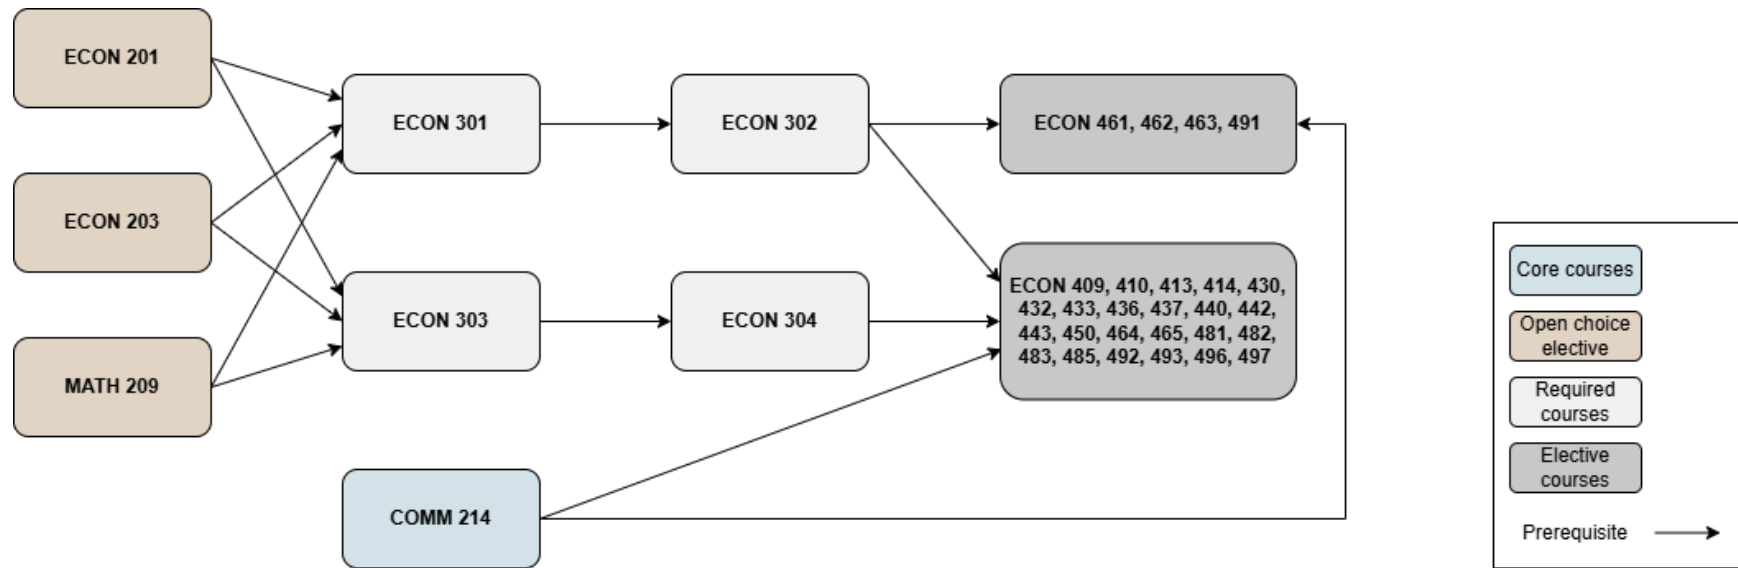 ECON 201
ECON 301
ECON 302
ECON 461, 462, 463, 491
ECON 203
ECON 303
ECON 304
ECON 409, 410, 413, 414, 430,
432, 433, 436, 437, 440, 442,
443, 450, 464, 465, 481, 482,
483, 485, 492, 493, 496, 497
MATH 209
COMM 214
Core courses
Open choice
elective
Required
courses
Elective
courses
Prerequisite